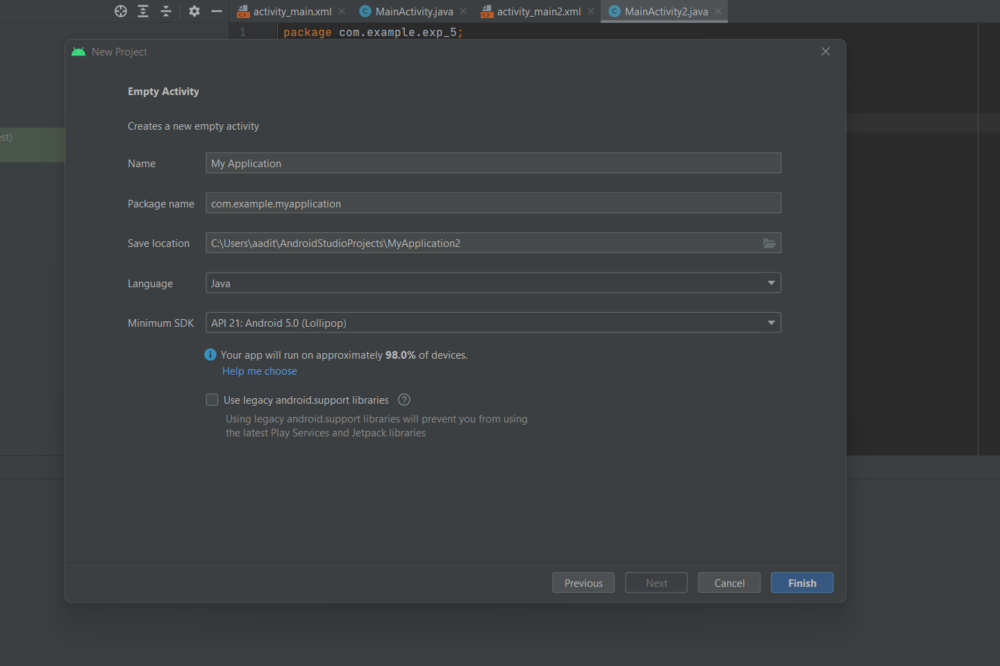 activity_main.xml MainActivity.java activity_main2.xml MainActivity2.java
1 package com.example.exp_5;
New Project
Empty Activity
Creates a new empty activity
est)
Name My Application
Package name com.example.myapplication
Save location C:\Users\aadit\AndroidStudioProjects\MyApplication2
Language Java
Minimum SDK API 21: Android 5.0 (Lollipop)
Your app will run on approximately 98.0% of devices.
Help me choose
Use legacy android.support libraries
Using legacy android.support libraries will prevent you from using
the latest Play Services and Jetpack libraries
Previous Next Cancel Finish